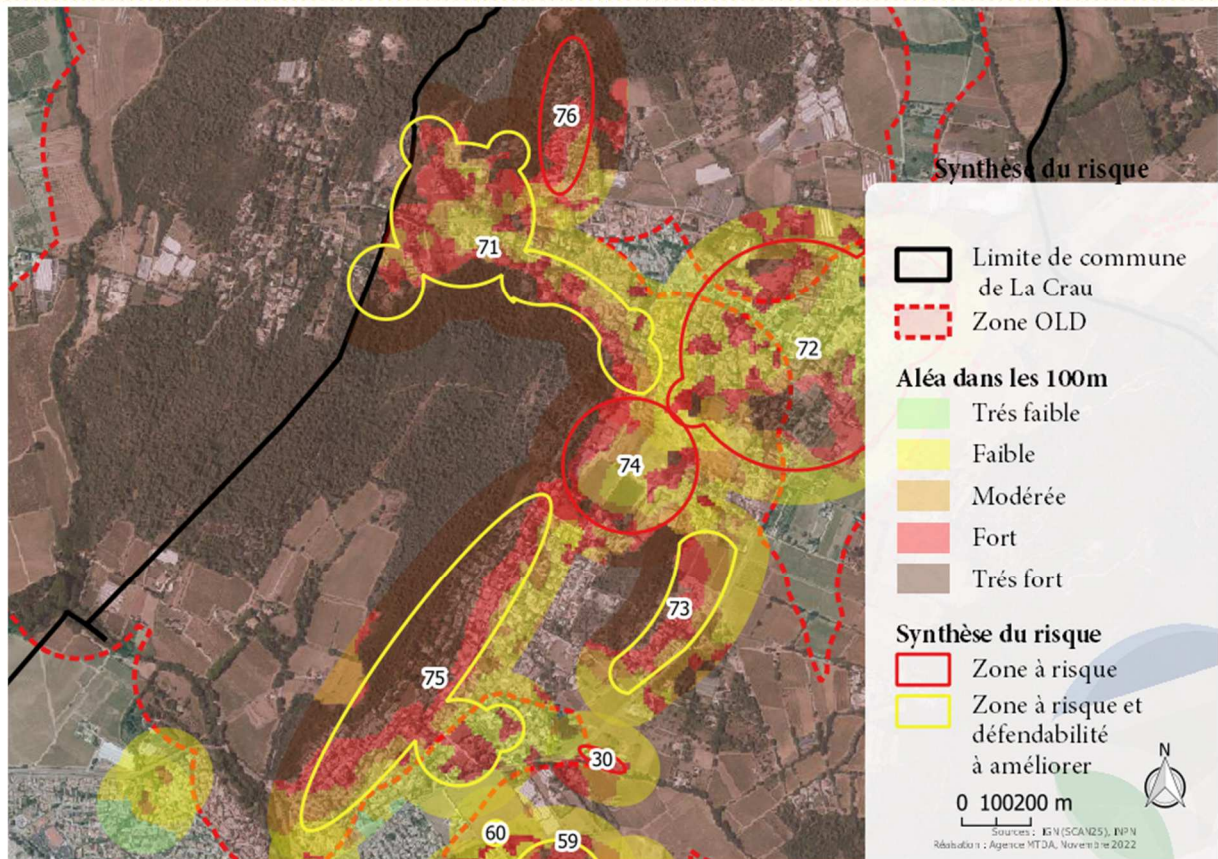 76
71
72
74
73
75
30
60
59
Synthèse du risque
Limite de commune
de La Crau
Zone OLD
Aléa dans les 100m
Trés faible
Faible
Modérée
Fort
Trés fort
Synthèse du risque
Zone à risque
Zone à risque et
défendabilité
à améliorer
N
0 100200 m
Sources : IGN (SCAN25), INPN
Réalisation : Agence MTDA, Novembre 2022